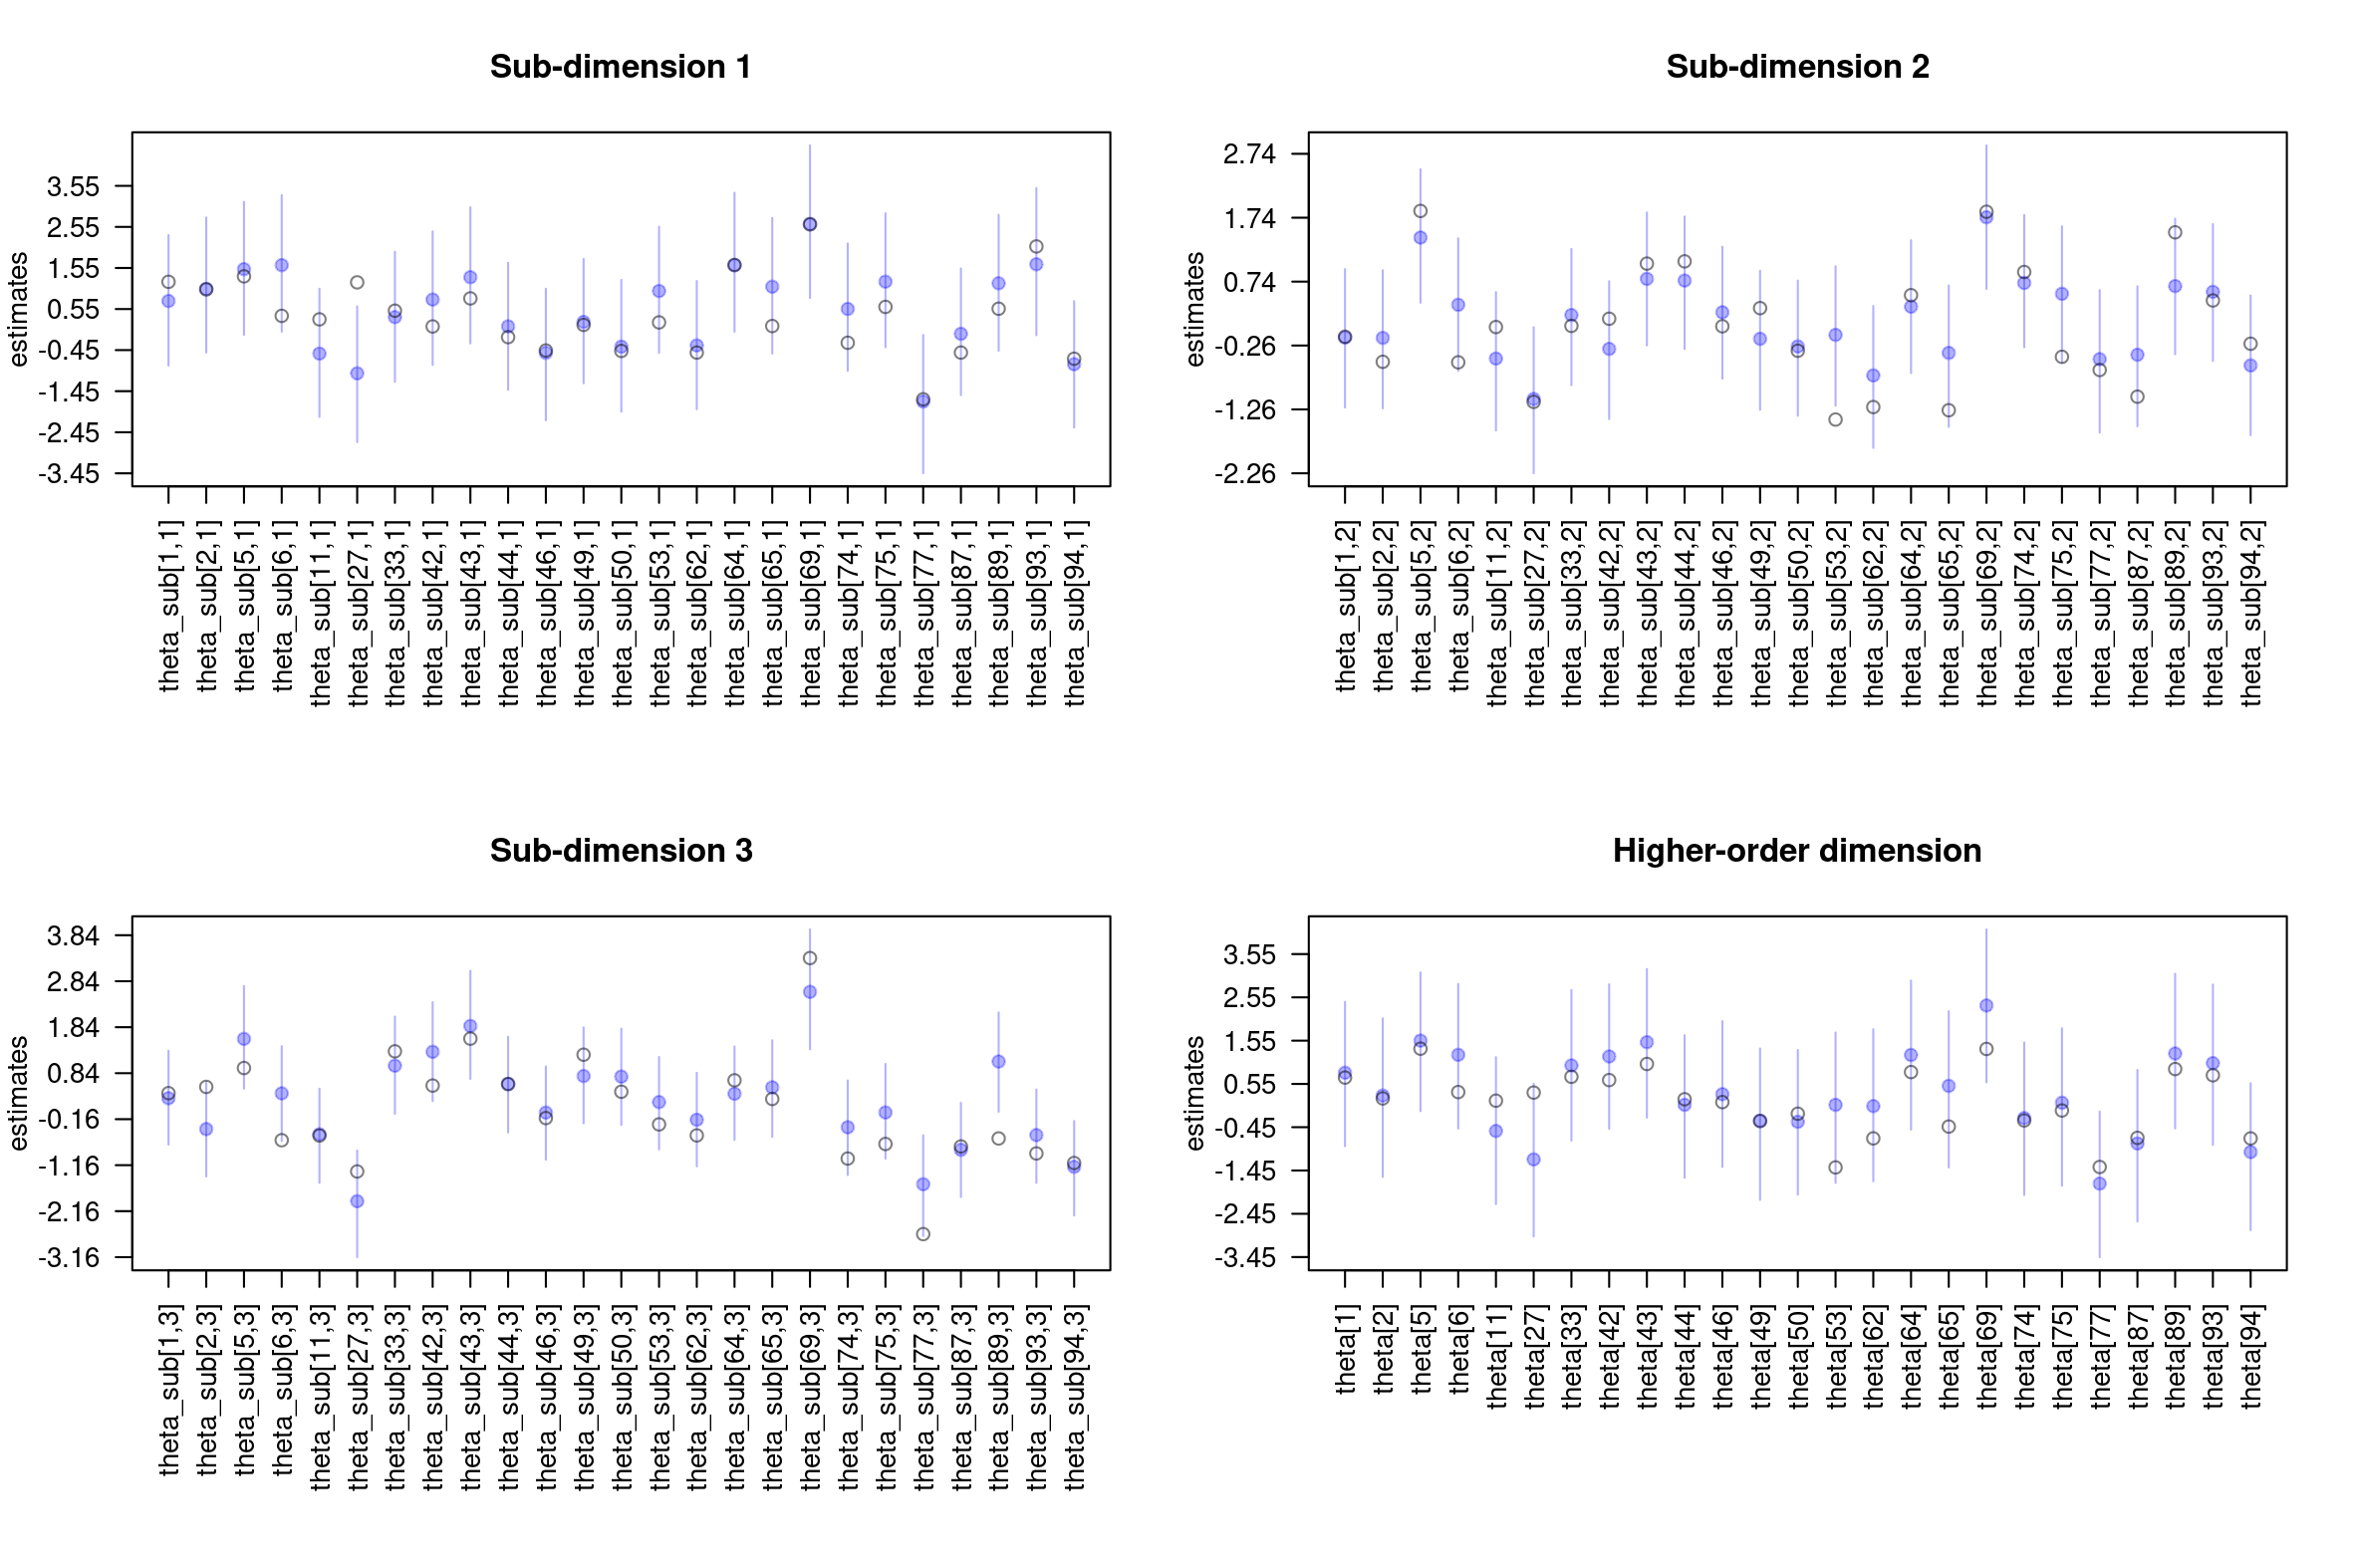 Sub-dimension 1
estimates
3.55
2.55
1.55
0.55
-0.45
-1.45
-2.45
-3.45
theta_sub[1,1]
theta_sub[2,1]
theta_sub[5,1]
theta_sub[6,1]
theta_sub[11,1]
theta_sub[27,1]
theta_sub[33,1]
theta_sub[42,1]
theta_sub[43,1]
theta_sub[44,1]
theta_sub[46,1]
theta_sub[49,1]
theta_sub[50,1]
theta_sub[53,1]
theta_sub[62,1]
theta_sub[64,1]
theta_sub[65,1]
theta_sub[69,1]
theta_sub[74,1]
theta_sub[75,1]
theta_sub[77,1]
theta_sub[87,1]
theta_sub[89,1]
theta_sub[93,1]
theta_sub[94,1]
Sub-dimension 2
estimates
2.74
1.74
0.74
-0.26
-1.26
-2.26
theta_sub[1,2]
theta_sub[2,2]
theta_sub[5,2]
theta_sub[6,2]
theta_sub[11,2]
theta_sub[27,2]
theta_sub[33,2]
theta_sub[42,2]
theta_sub[43,2]
theta_sub[44,2]
theta_sub[46,2]
theta_sub[49,2]
theta_sub[50,2]
theta_sub[53,2]
theta_sub[62,2]
theta_sub[64,2]
theta_sub[65,2]
theta_sub[69,2]
theta_sub[74,2]
theta_sub[75,2]
theta_sub[77,2]
theta_sub[87,2]
theta_sub[89,2]
theta_sub[93,2]
theta_sub[94,2]
Sub-dimension 3
estimates
3.84
2.84
1.84
0.84
-0.16
-1.16
-2.16
-3.16
theta_sub[1,3]
theta_sub[2,3]
theta_sub[5,3]
theta_sub[6,3]
theta_sub[11,3]
theta_sub[27,3]
theta_sub[33,3]
theta_sub[42,3]
theta_sub[43,3]
theta_sub[44,3]
theta_sub[46,3]
theta_sub[49,3]
theta_sub[50,3]
theta_sub[53,3]
theta_sub[62,3]
theta_sub[64,3]
theta_sub[65,3]
theta_sub[69,3]
theta_sub[74,3]
theta_sub[75,3]
theta_sub[77,3]
theta_sub[87,3]
theta_sub[89,3]
theta_sub[93,3]
theta_sub[94,3]
Higher-order dimension
estimates
3.55
2.55
1.55
0.55
-0.45
-1.45
-2.45
-3.45
theta[1]
theta[2]
theta[5]
theta[6]
theta[11]
theta[27]
theta[33]
theta[42]
theta[43]
theta[44]
theta[46]
theta[49]
theta[50]
theta[53]
theta[62]
theta[64]
theta[65]
theta[69]
theta[74]
theta[75]
theta[77]
theta[87]
theta[89]
theta[93]
theta[94]